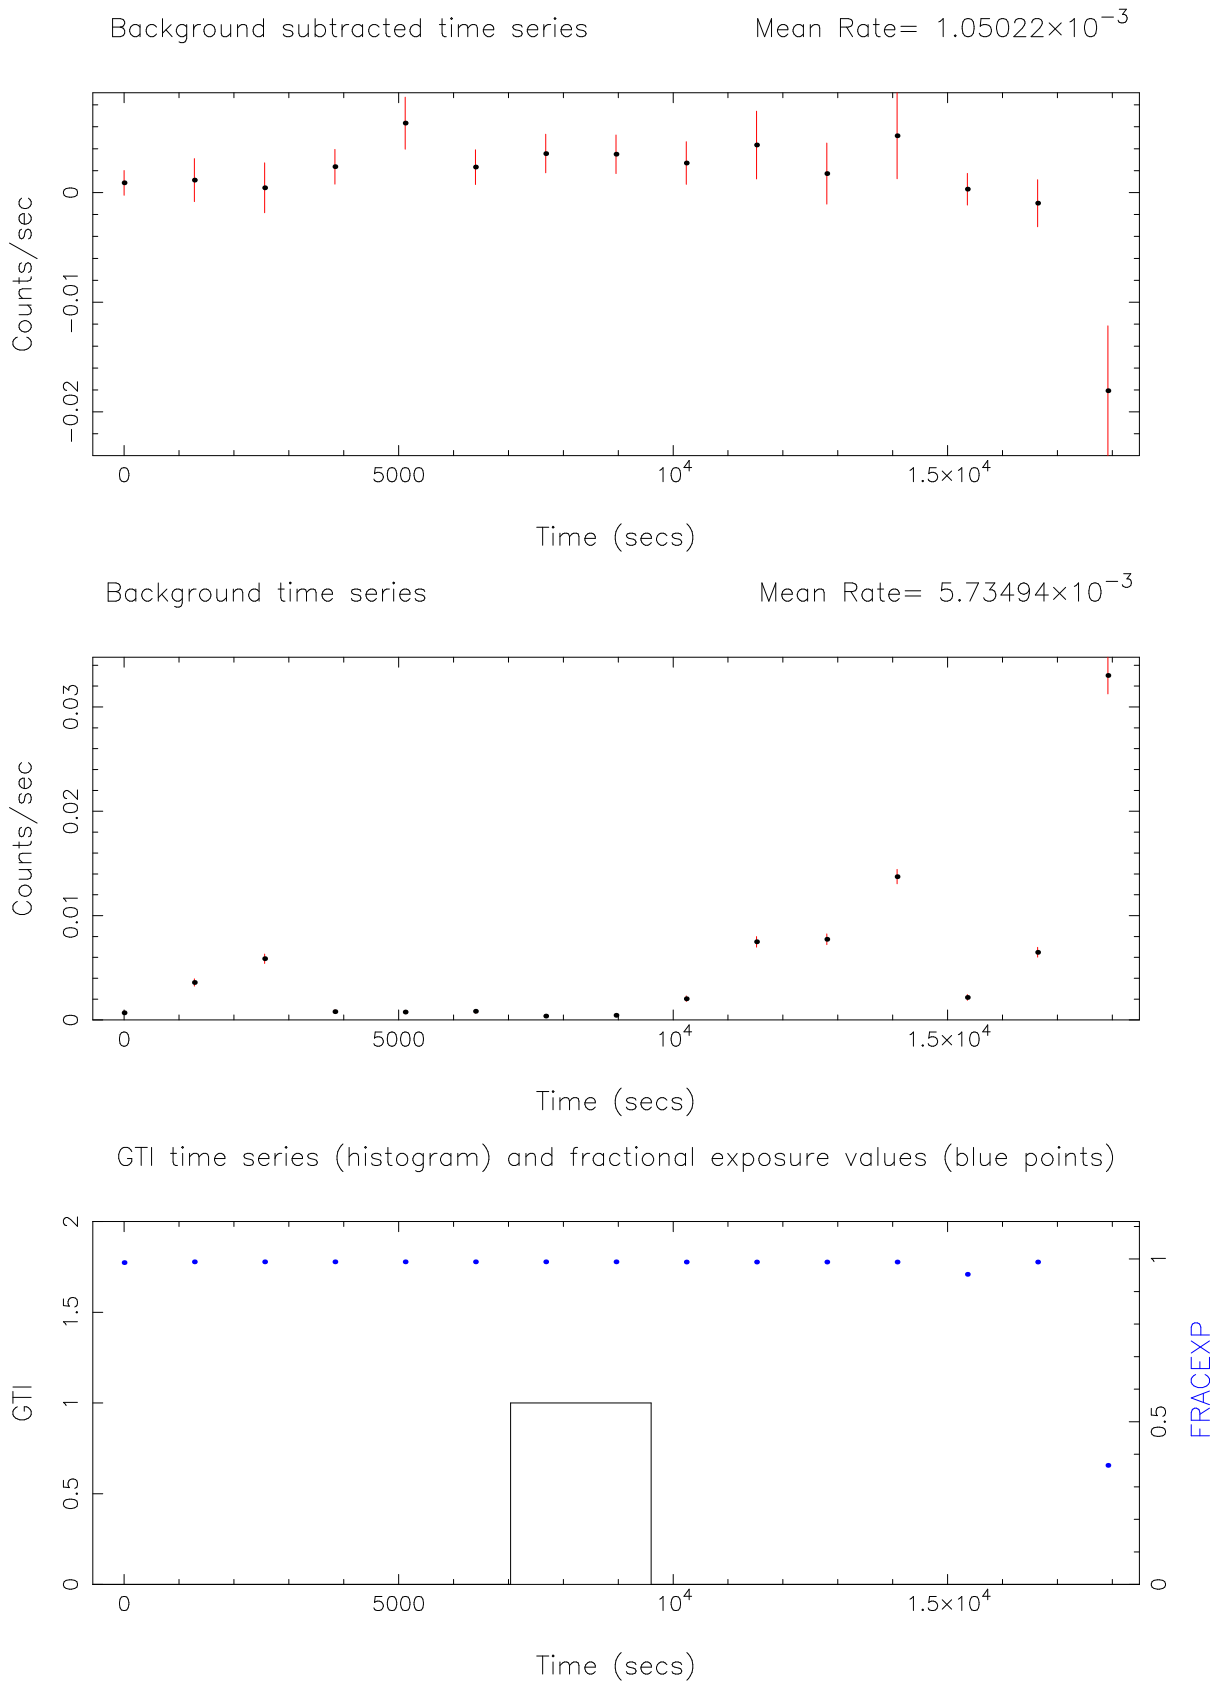 Background subtracted time series Mean Rate= 1.05022×10⁻³
Counts/sec
0
−0.01
−0.02
0 5000 10⁴ 1.5×10⁴
Time (secs)
Background time series Mean Rate= 5.73494×10⁻³
Counts/sec
0.03
0.02
0.01
0
0 5000 10⁴ 1.5×10⁴
Time (secs)
GTI time series (histogram) and fractional exposure values (blue points)
GTI
2
1.5
1
0.5
0
1
0.5
0
FRACEXP
0 5000 10⁴ 1.5×10⁴
Time (secs)